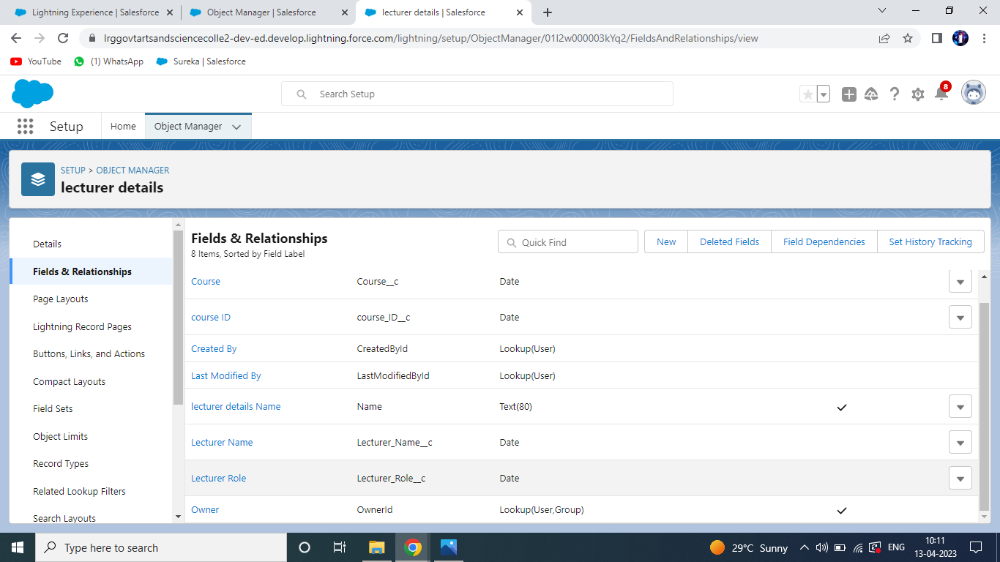 Lightning Experience | Salesforce
Object Manager | Salesforce
lecturer details | Salesforce
lrggovtartsandsciencecolle2-dev-ed.develop.lightning.force.com/lightning/setup/ObjectManager/01I2w000003kYq2/FieldsAndRelationships/view
YouTube
(1) WhatsApp
Sureka | Salesforce
Search Setup
8
Setup
Home
Object Manager
SETUP > OBJECT MANAGER
lecturer details
Details
Fields & Relationships
Page Layouts
Lightning Record Pages
Buttons, Links, and Actions
Compact Layouts
Field Sets
Object Limits
Record Types
Related Lookup Filters
Search Layouts
Fields & Relationships
8 Items, Sorted by Field Label
Quick Find
New
Deleted Fields
Field Dependencies
Set History Tracking
Course Course__c Date
course ID course_ID__c Date
Created By CreatedById Lookup(User)
Last Modified By LastModifiedById Lookup(User)
lecturer details Name Name Text(80)
Lecturer Name Lecturer_Name__c Date
Lecturer Role Lecturer_Role__c Date
Owner OwnerId Lookup(User,Group)
Type here to search
29°C Sunny
ENG
10:11
13-04-2023